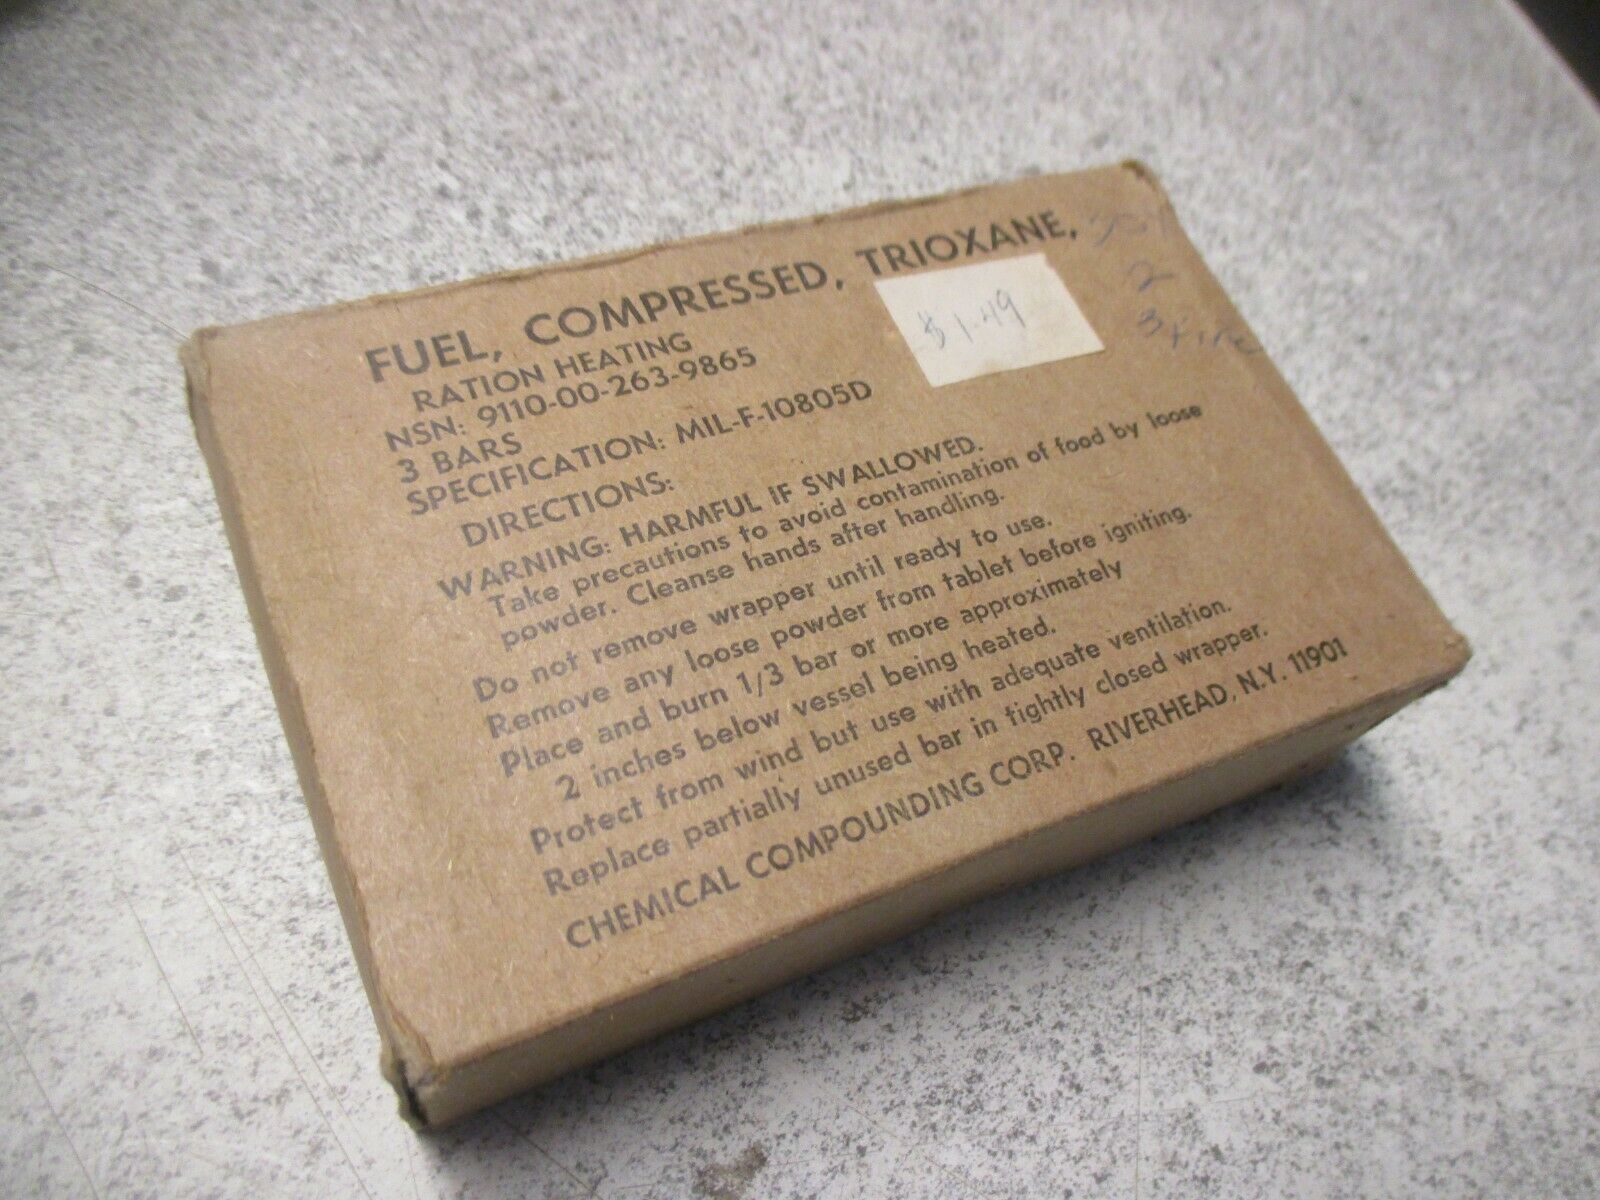 FUEL, COMPRESSED, TRIOXANE,
RATION HEATING
NSN: 9110-00-263-9865
3 BARS
SPECIFICATION: MIL-F-10805D
DIRECTIONS:
WARNING: HARMFUL IF SWALLOWED.
Take precautions to avoid contamination of food by loose
powder. Cleanse hands after handling.
Do not remove wrapper until ready to use.
Remove any loose powder from tablet before igniting.
Place and burn 1/3 bar or more approximately
2 inches below vessel being heated.
Protect from wind but use with adequate ventilation.
Replace partially unused bar in tightly closed wrapper.
CHEMICAL COMPOUNDING CORP. RIVERHEAD, N.Y. 11901
$1.49
2
3 Fire